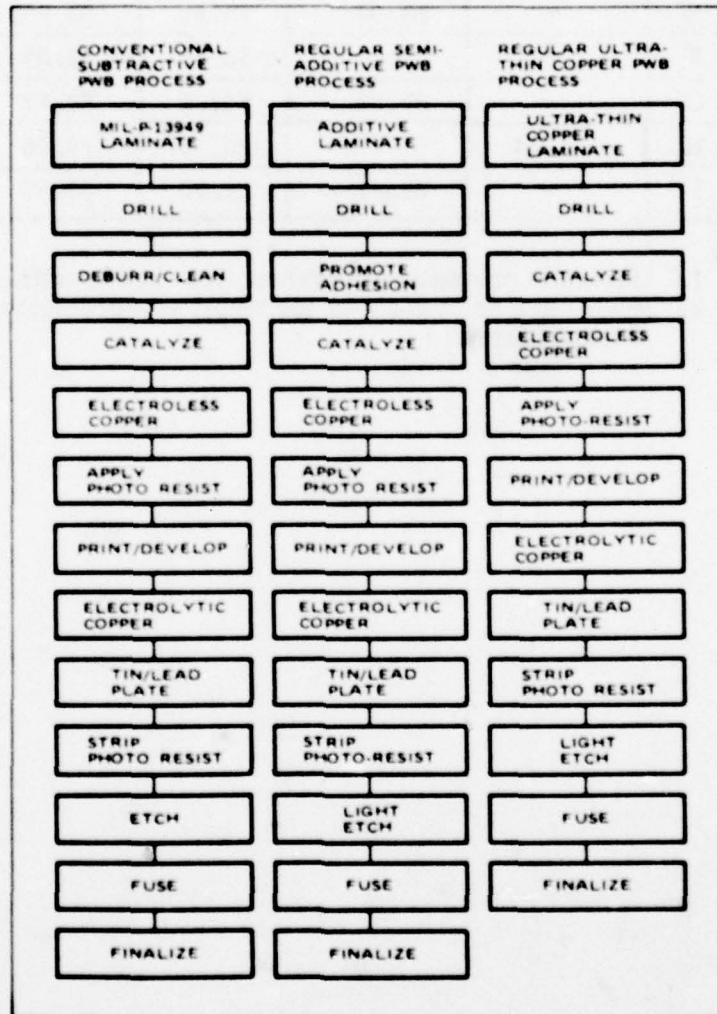 CONVENTIONAL
SUBTRACTIVE
PWB PROCESS
MIL-P-13949
LAMINATE
DRILL
DEBURR/CLEAN
CATALYZE
ELECTROLESS
COPPER
APPLY
PHOTO RESIST
PRINT/DEVELOP
ELECTROLYTIC
COPPER
TIN/LEAD
PLATE
STRIP
PHOTO RESIST
ETCH
FUSE
FINALIZE
REGULAR SEMI-
ADDITIVE PWB
PROCESS
ADDITIVE
LAMINATE
DRILL
PROMOTE
ADHESION
CATALYZE
ELECTROLESS
COPPER
APPLY
PHOTO RESIST
PRINT/DEVELOP
ELECTROLYTIC
COPPER
TIN/LEAD
PLATE
STRIP
PHOTO-RESIST
LIGHT
ETCH
FUSE
FINALIZE
REGULAR ULTRA-
THIN COPPER PWB
PROCESS
ULTRA-THIN
COPPER
LAMINATE
DRILL
CATALYZE
ELECTROLESS
COPPER
APPLY
PHOTO-RESIST
PRINT/DEVELOP
ELECTROLYTIC
COPPER
TIN/LEAD
PLATE
STRIP
PHOTO RESIST
LIGHT
ETCH
FUSE
FINALIZE